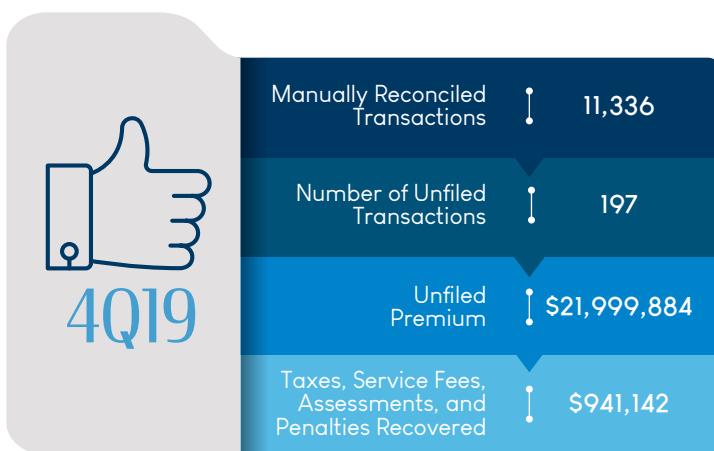 4Q19
Manually Reconciled
Transactions
11,336
Number of Unfiled
Transactions
197
Unfiled
Premium
$21,999,884
Taxes, Service Fees,
Assessments, and
Penalties Recovered
$941,142